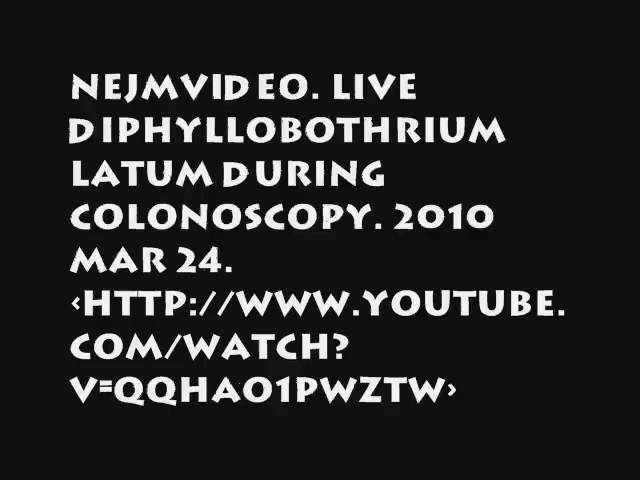 NEJMVIDEO. LIVE
DIPHYLLOBOTHRIUM
LATUM DURING
COLONOSCOPY. 2010
MAR 24.
<HTTP://WWW.YOUTUBE.
COM/WATCH?
V=QQHAO1PWZTW>